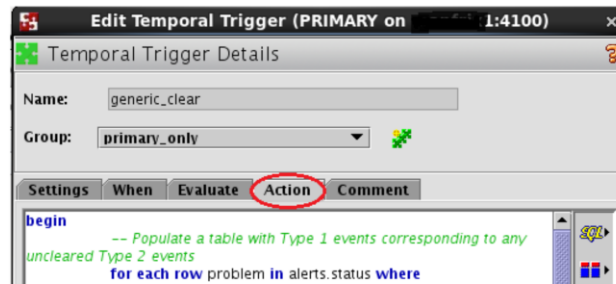 Edit Temporal Trigger (PRIMARY on 1:4100)
Temporal Trigger Details
Name: generic_clear
Group: primary_only
Settings When Evaluate Action Comment
begin
-- Populate a table with Type 1 events corresponding to any
uncleared Type 2 events
for each row problem in alerts.status where